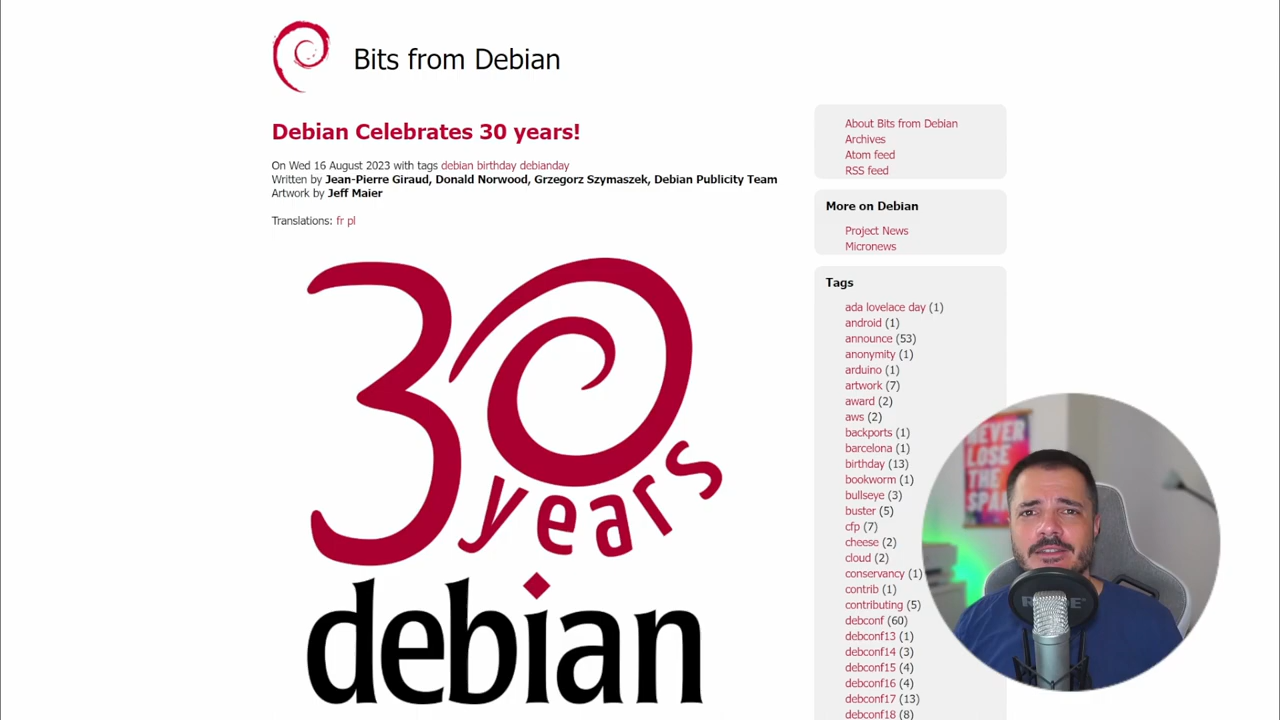 Bits from Debian
Debian Celebrates 30 years!
On Wed 16 August 2023 with tags debian birthday debianday
Written by Jean-Pierre Giraud, Donald Norwood, Grzegorz Szymaszek, Debian Publicity Team
Artwork by Jeff Maier
Translations: fr pl
30
years
debian
About Bits from Debian
Archives
Atom feed
RSS feed
More on Debian
Project News
Micronews
Tags
ada lovelace day (1)
android (1)
announce (53)
anonymity (1)
arduino (1)
artwork (7)
award (2)
aws (2)
backports (1)
barcelona (1)
birthday (13)
bookworm (1)
bullseye (3)
buster (5)
cfp (7)
cheese (2)
cloud (2)
conservancy (1)
contrib (1)
contributing (5)
debconf (60)
debconf13 (1)
debconf14 (3)
debconf15 (4)
debconf16 (4)
debconf17 (13)
debconf18 (8)
NEVER
LOSE
THE